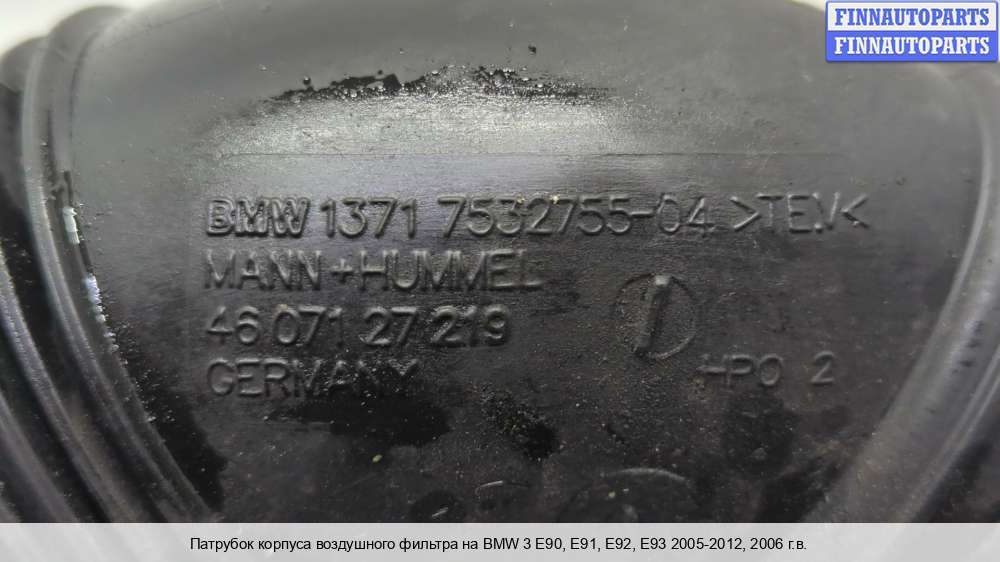 FINNAUTOPARTS
FINNAUTOPARTS
BMW 1371 7532755-04 >TEV<
MANN+HUMMEL
46 071 27 219
GERMANY
HPO 2
Патрубок корпуса воздушного фильтра на BMW 3 E90, E91, E92, E93 2005-2012, 2006 г.в.